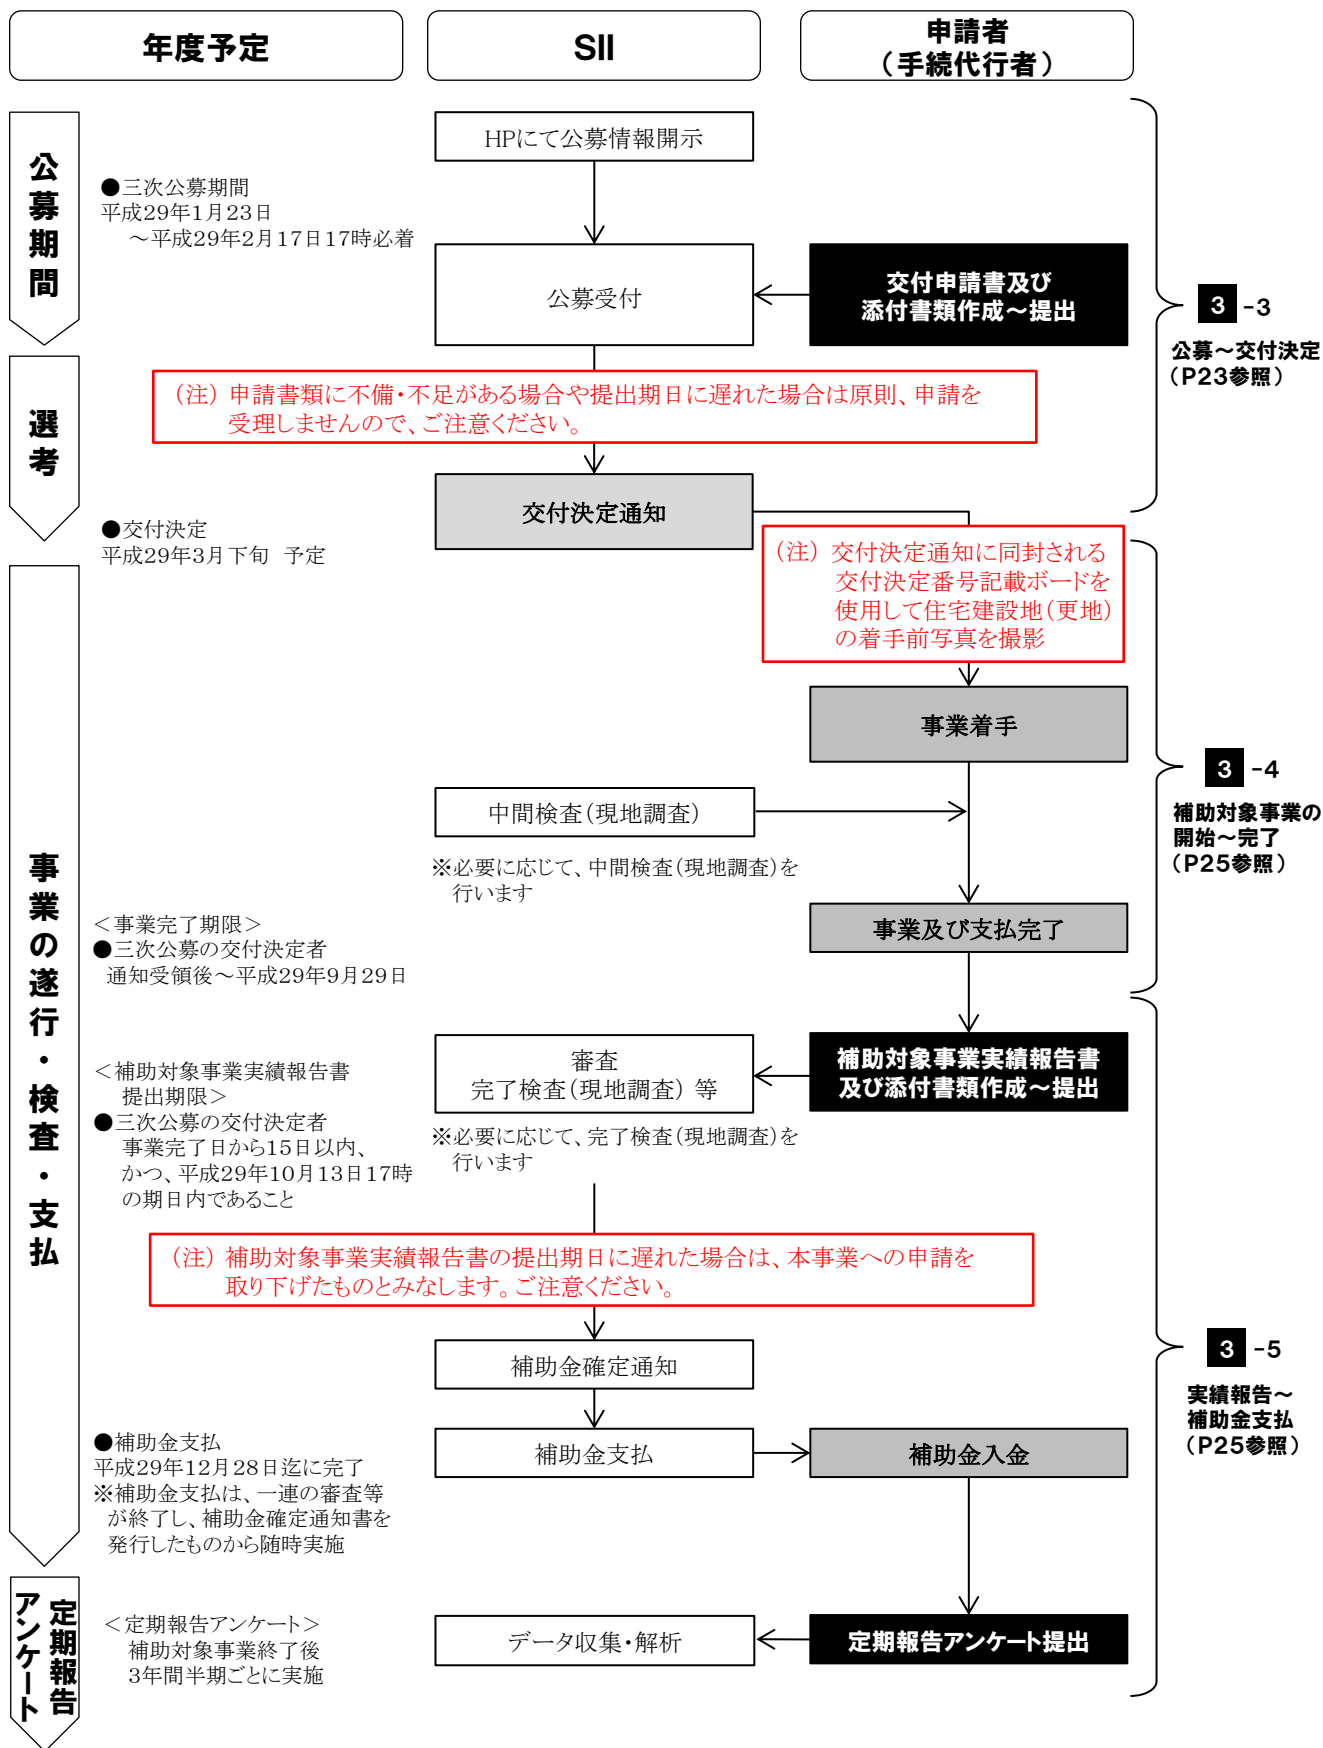 年度予定
SII
申請者
（手続代行者）
公募期間
HPにて公募情報開示
●三次公募期間
平成29年1月23日
～平成29年2月17日17時必着
公募受付
交付申請書及び
添付書類作成～提出
3 -3
公募～交付決定
（P23参照）
選考
（注） 申請書類に不備・不足がある場合や提出期日に遅れた場合は原則、申請を
受理しませんので、ご注意ください。
交付決定通知
●交付決定
平成29年3月下旬 予定
（注） 交付決定通知に同封される
交付決定番号記載ボードを
使用して住宅建設地（更地）
の着手前写真を撮影
事業の遂行・検査・支払
事業着手
中間検査（現地調査）
※必要に応じて、中間検査（現地調査）を
行います
3 -4
補助対象事業の
開始～完了
（P25参照）
＜事業完了期限＞
●三次公募の交付決定者
通知受領後～平成29年9月29日
事業及び支払完了
＜補助対象事業実績報告書
提出期限＞
●三次公募の交付決定者
事業完了日から15日以内、
かつ、平成29年10月13日17時
の期日内であること
審査
完了検査（現地調査） 等
※必要に応じて、完了検査（現地調査）を
行います
補助対象事業実績報告書
及び添付書類作成～提出
（注） 補助対象事業実績報告書の提出期日に遅れた場合は、本事業への申請を
取り下げたものとみなします。ご注意ください。
補助金確定通知
3 -5
実績報告～
補助金支払
（P25参照）
●補助金支払
平成29年12月28日迄に完了
※補助金支払は、一連の審査等
が終了し、補助金確定通知書を
発行したものから随時実施
補助金支払
補助金入金
定期報告
アンケート
＜定期報告アンケート＞
補助対象事業終了後
3年間半期ごとに実施
データ収集・解析
定期報告アンケート提出